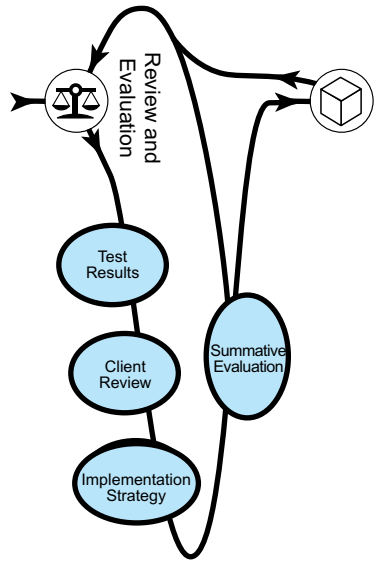 Review and
Evaluation
Test
Results
Client
Review
Summative
Evaluation
Implementation
Strategy